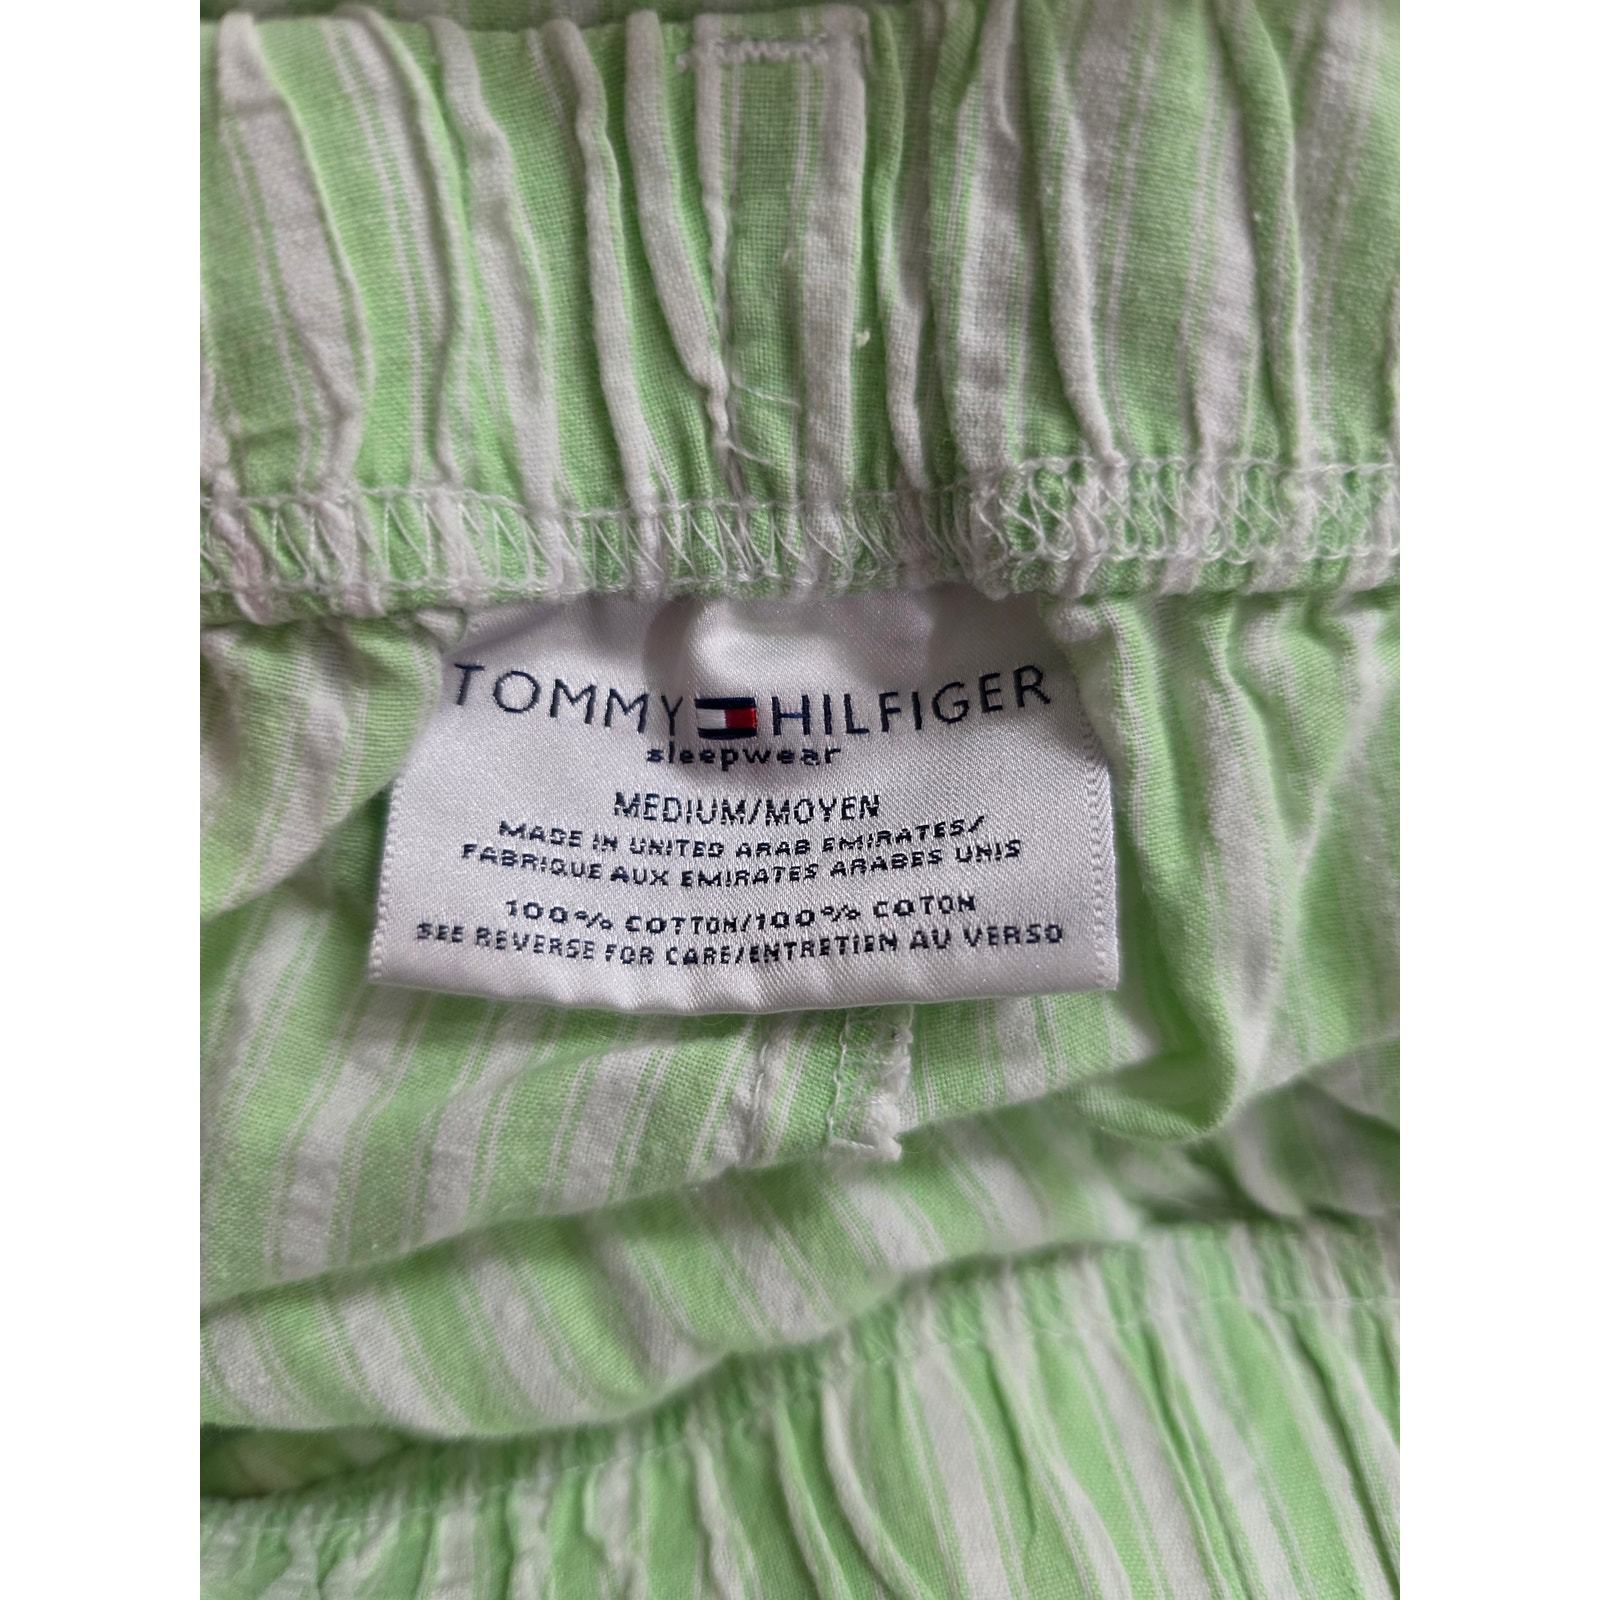 TOMMY HILFIGER
sleepwear
MEDIUM/MOYEN
MADE IN UNITED ARAB EMIRATES/
FABRIQUE AUX EMIRATES ARABES UNIS
100% COTTON/100% COTON
SEE REVERSE FOR CARE/ENTRETIEN AU VERSO